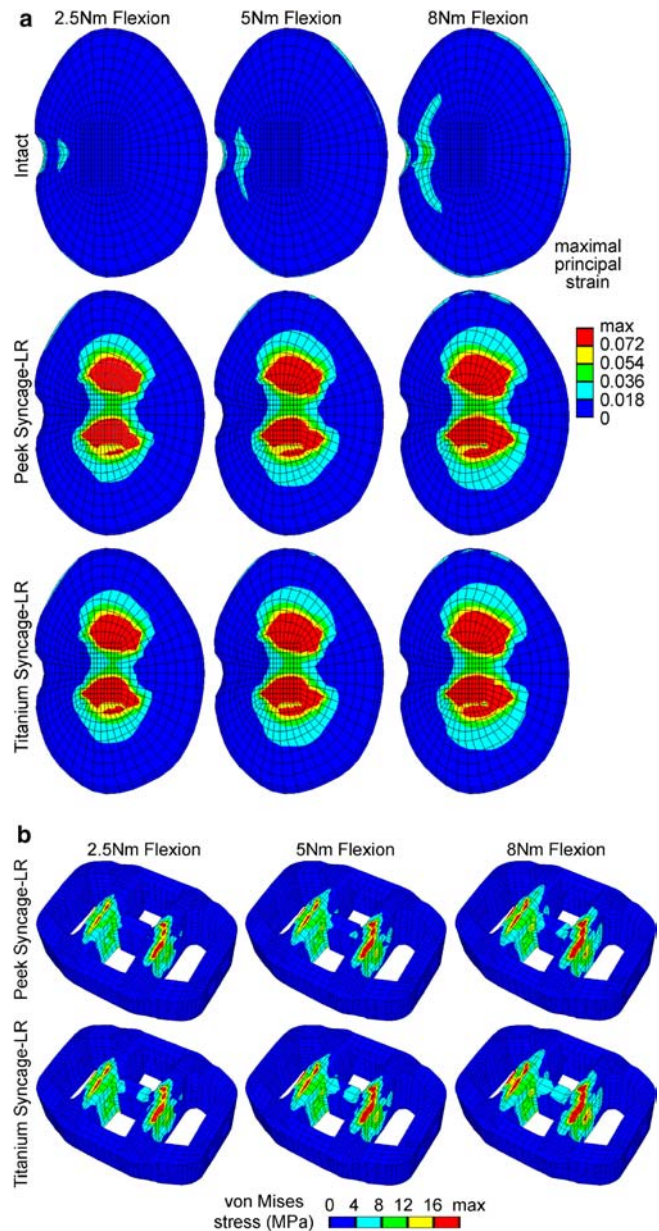 a
2.5Nm Flexion 5Nm Flexion 8Nm Flexion
Intact
maximal
principal
strain
max
0.072
0.054
0.036
0.018
0
Peek Syncage-LR
Titanium Syncage-LR
b
2.5Nm Flexion 5Nm Flexion 8Nm Flexion
Peek Syncage-LR
Titanium Syncage-LR
von Mises
stress (MPa)
0 4 8 12 16 max